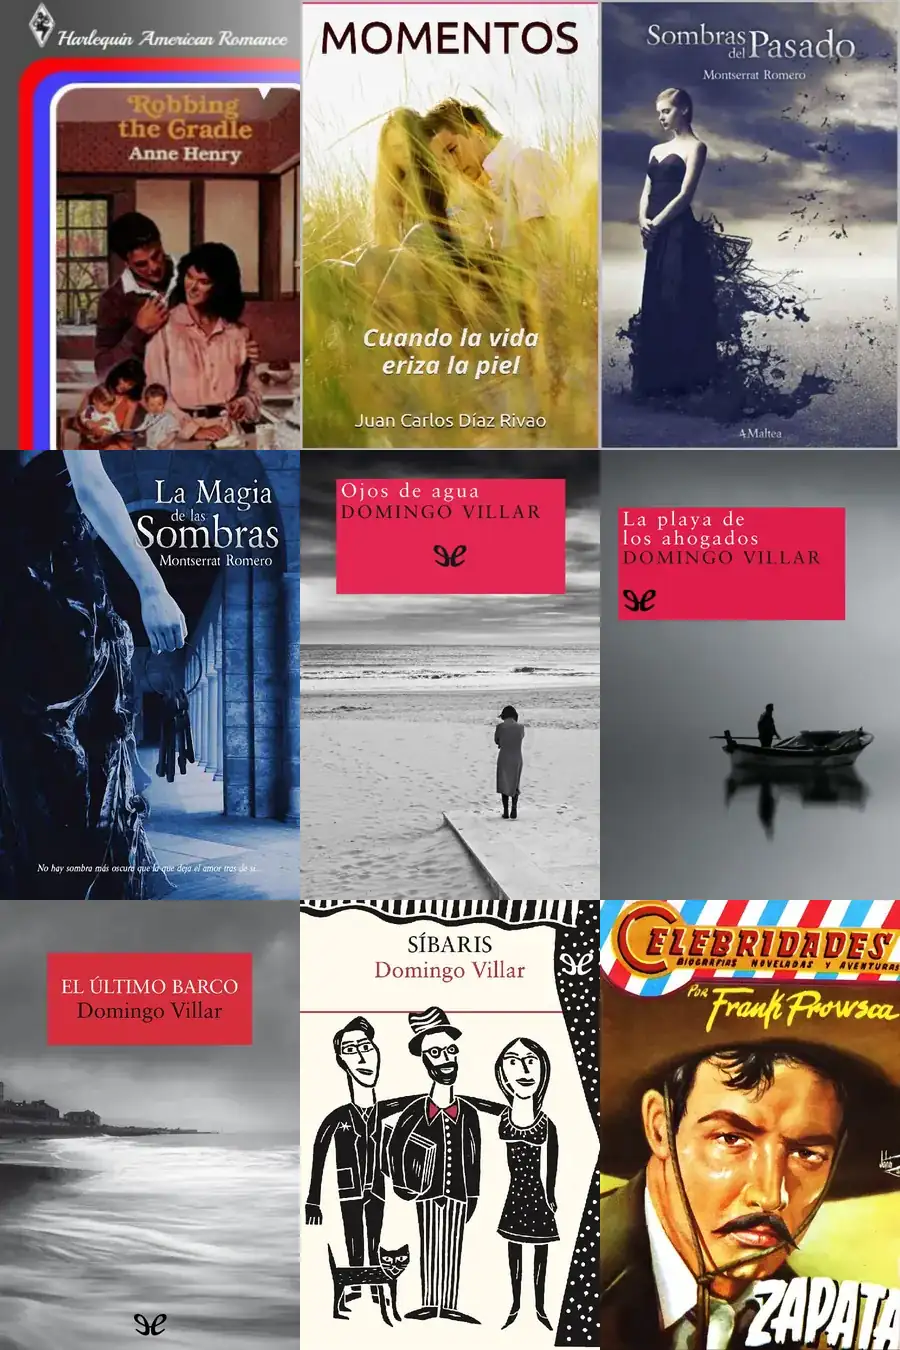 Harlequin American Romance
Robbing
the Cradle
Anne Henry
MOMENTOS
Cuando la vida
eriza la piel
Juan Carlos Díaz Rivao
Sombras
del Pasado
Montserrat Romero
Maltea
La Magia
de las
Sombras
Montserrat Romero
No hay sombra más oscura que la que deja el amor tras de si...
Ojos de agua
DOMINGO VILLAR
La playa de
los ahogados
DOMINGO VILLAR
EL ÚLTIMO BARCO
Domingo Villar
SÍBARIS
Domingo Villar
CELEBRIDADES
BIOGRAFIAS NOVELADAS Y AVENTURAS
POR
Frank Prowsca
ZAPATA